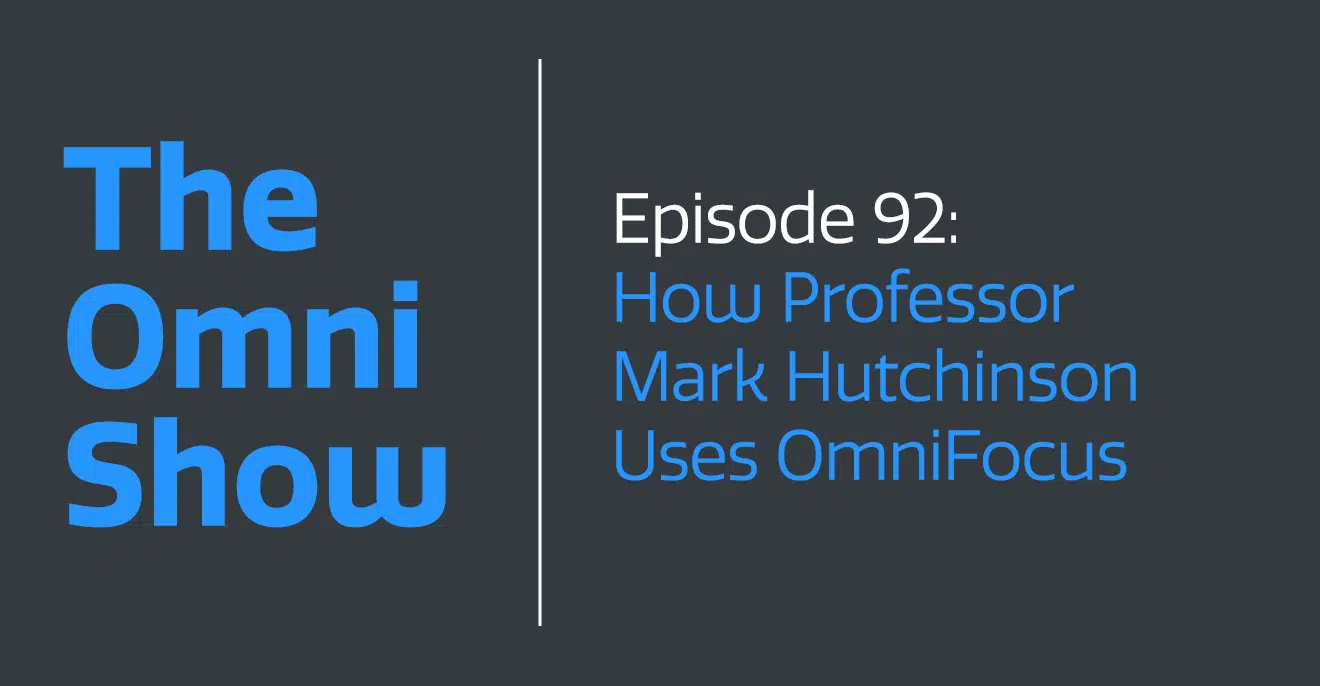 The
Omni
Show
Episode 92:
How Professor
Mark Hutchinson
Uses OmniFocus